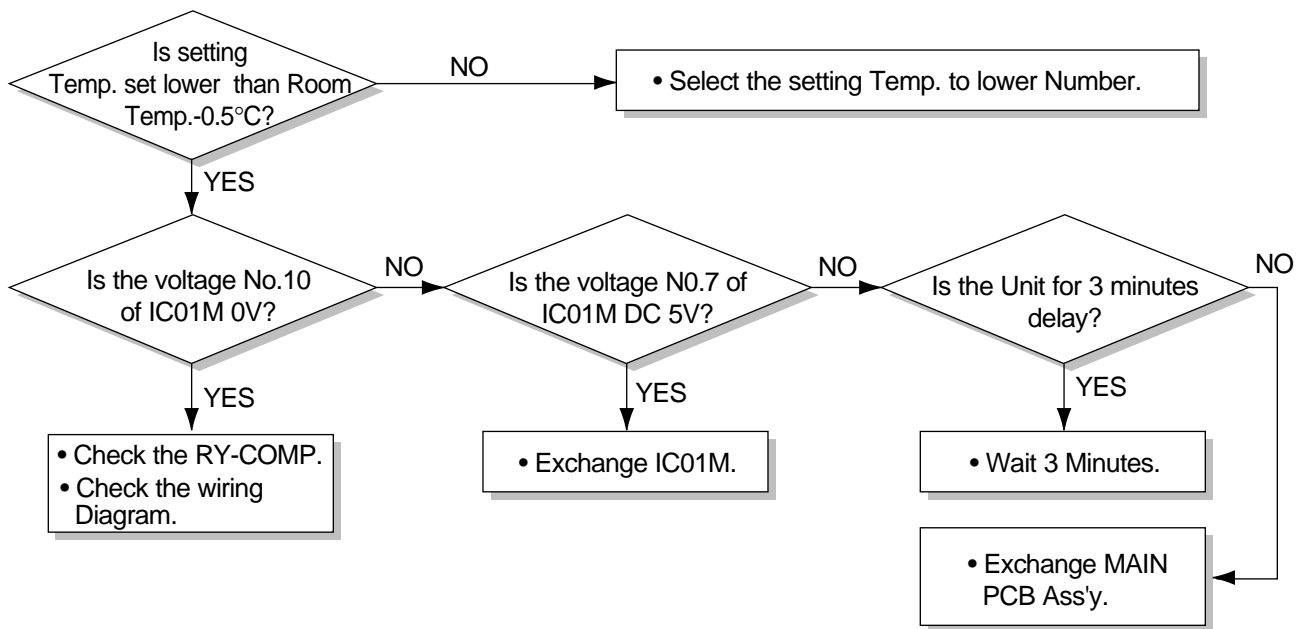 Is setting
Temp. set lower than Room
Temp.-0.5°C?
NO
• Select the setting Temp. to lower Number.
YES
Is the voltage No.10
of IC01M 0V?
NO
Is the voltage N0.7 of
IC01M DC 5V?
NO
Is the Unit for 3 minutes
delay?
NO
YES
• Check the RY-COMP.
• Check the wiring
Diagram.
YES
• Exchange IC01M.
YES
• Wait 3 Minutes.
• Exchange MAIN
PCB Ass'y.